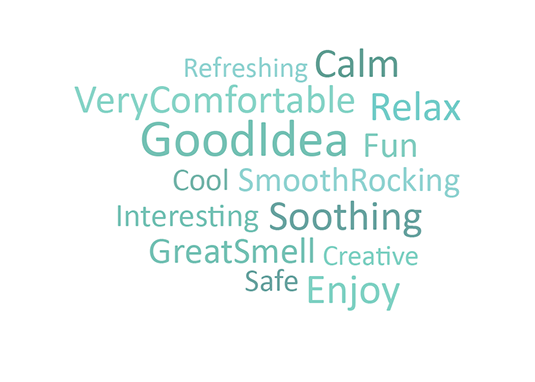 Refreshing Calm
VeryComfortable Relax
GoodIdea Fun
Cool SmoothRocking
Interesting Soothing
GreatSmell Creative
Safe Enjoy